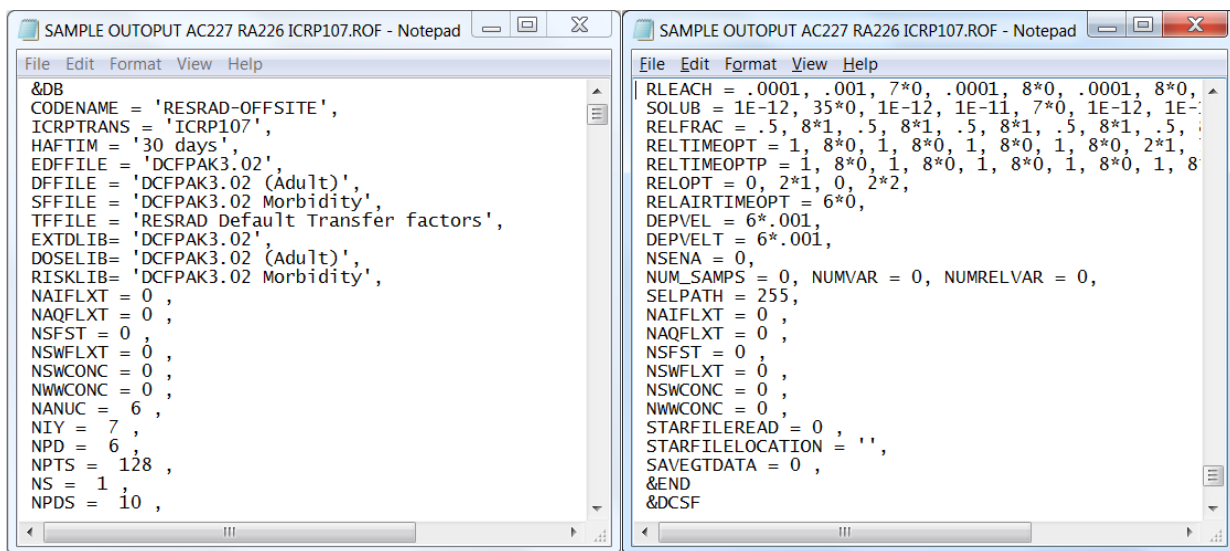 SAMPLE OUTOPUT AC227 RA226 ICRP107.ROF - Notepad
File Edit Format View Help
&DB
CODENAME = 'RESRAD-OFFSITE',
ICRPTRANS = 'ICRP107',
HAFTIM = '30 days',
EDFFILE = 'DCFPAK3.02',
DFFILE = 'DCFPAK3.02 (Adult)',
SFFILE = 'DCFPAK3.02 Morbidity',
TFFILE = 'RESRAD Default Transfer factors',
EXTDLIB= 'DCFPAK3.02',
DOSELIB= 'DCFPAK3.02 (Adult)',
RISKLIB= 'DCFPAK3.02 Morbidity',
NAIFLXT = 0 ,
NAQFLXT = 0 ,
NSFST = 0 ,
NSWFLXT = 0 ,
NSWCONC = 0 ,
NWWCONC = 0 ,
NANUC = 6 ,
NIY = 7 ,
NPD = 6 ,
NPTS = 128 ,
NS = 1 ,
NPDS = 10 ,
SAMPLE OUTOPUT AC227 RA226 ICRP107.ROF - Notepad
File Edit Format View Help
RLEACH = .0001, .001, 7*0, .0001, 8*0, .0001, 8*0,
SOLUB = 1E-12, 35*0, 1E-12, 1E-11, 7*0, 1E-12, 1E-
RELFRAC = .5, 8*1, .5, 8*1, .5, 8*1, .5, 8*1, .5,
RELTIMEOPT = 1, 8*0, 1, 8*0, 1, 8*0, 1, 8*0, 2*1,
RELTIMEOPTP = 1, 8*0, 1, 8*0, 1, 8*0, 1, 8*0, 1, 8
RELOPT = 0, 2*1, 0, 2*2,
RELAIRTIMEOPT = 6*0,
DEPVEL = 6*.001,
DEPVELT = 6*.001,
NSENA = 0,
NUM_SAMPS = 0, NUMVAR = 0, NUMRELVAR = 0,
SELPATH = 255,
NAIFLXT = 0 ,
NAQFLXT = 0 ,
NSFST = 0 ,
NSWFLXT = 0 ,
NSWCONC = 0 ,
NWWCONC = 0 ,
STARFILEREAD = 0 ,
STARFILELOCATION = '',
SAVEGTDATA = 0 ,
&END
&DCSF